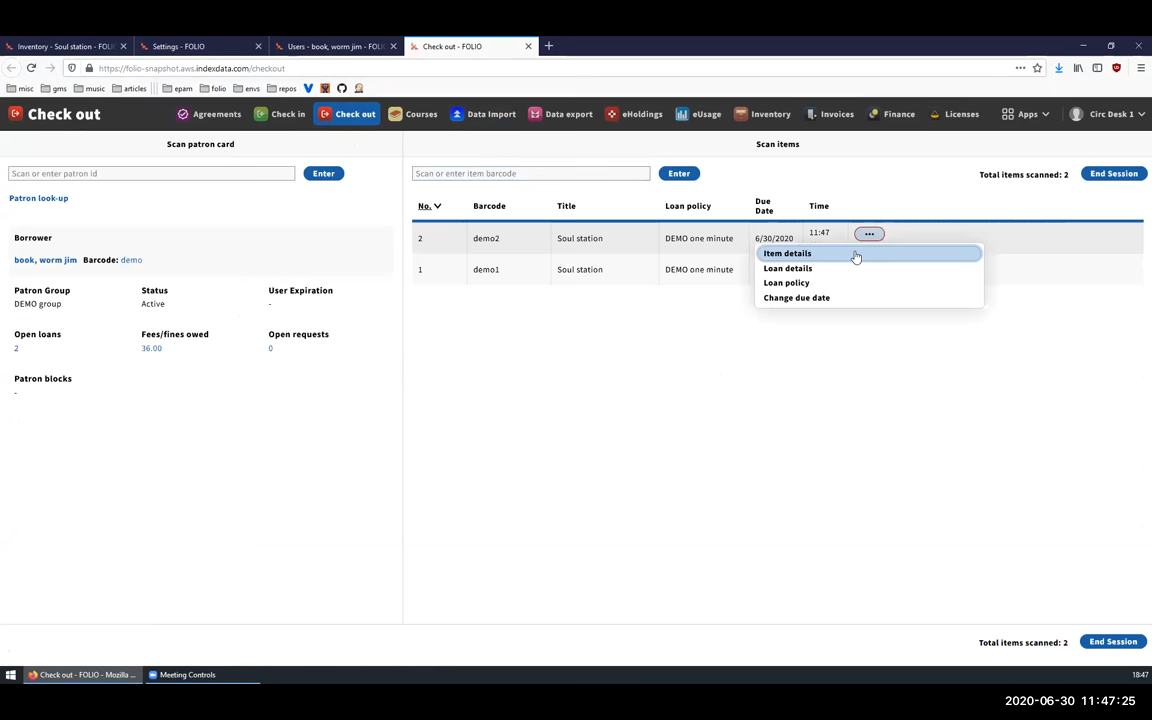 Inventory - Soul station - FOLI
Settings - FOLIO
Users - book, worm jim - FOLI
Check out - FOLIO
https://folio-snapshot.aws.indexdata.com/checkout
misc
gms
music
articles
epam
folio
envs
repos
Check out
Agreements
Check in
Check out
Courses
Data Import
Data export
eHoldings
eUsage
Inventory
Invoices
Finance
Licenses
Apps
Circ Desk 1
Scan patron card
Scan items
Scan or enter patron id
Enter
Scan or enter item barcode
Enter
Total items scanned: 2
End Session
Patron look-up
No. Barcode Title Loan policy Due Date Time
Borrower
book, worm jim Barcode: demo
Patron Group Status User Expiration
DEMO group Active -
Open loans Fees/fines owed Open requests
2 36.00 0
Patron blocks
-
2 demo2 Soul station DEMO one minute 6/30/2020 11:47 •••
1 demo1 Soul station DEMO one minute
Item details
Loan details
Loan policy
Change due date
Total items scanned: 2
End Session
Check out - FOLIO - Mozilla ...
Meeting Controls
18:47
2020-06-30 11:47:25